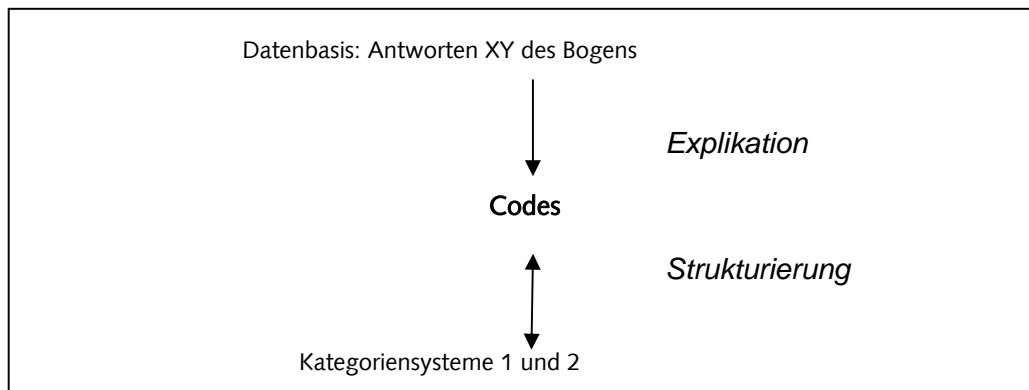 Datenbasis: Antworten XY des Bogens
Explikation
Codes
Strukturierung
Kategoriensysteme 1 und 2